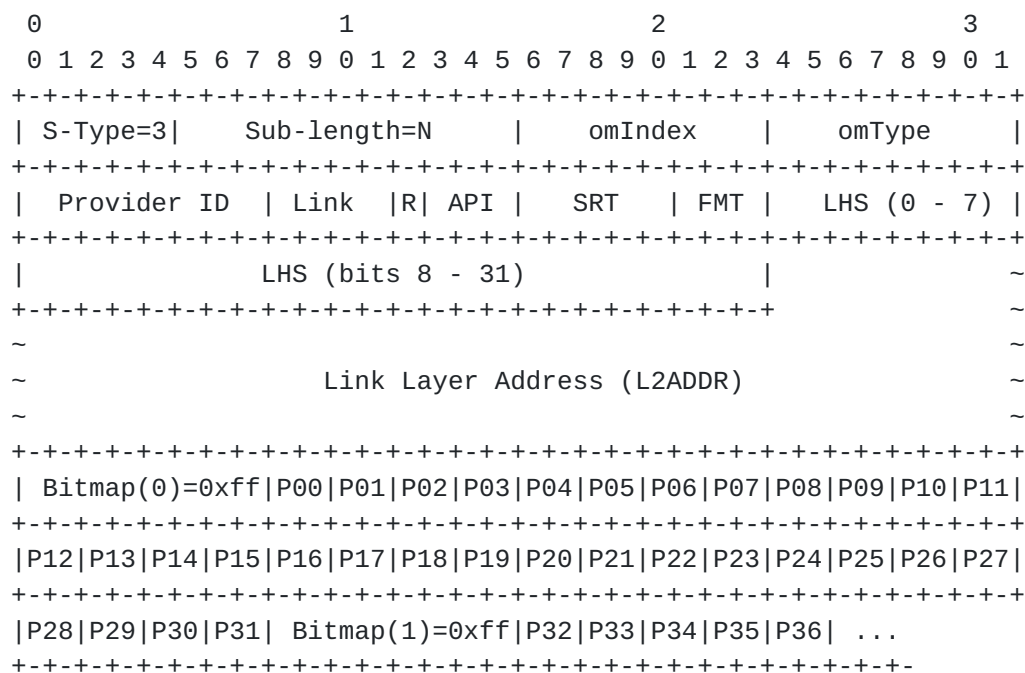 0                   1                   2                   3
 0 1 2 3 4 5 6 7 8 9 0 1 2 3 4 5 6 7 8 9 0 1 2 3 4 5 6 7 8 9 0 1
+-+-+-+-+-+-+-+-+-+-+-+-+-+-+-+-+-+-+-+-+-+-+-+-+-+-+-+-+-+-+-+-+
| S-Type=3|    Sub-length=N     |    omIndex    |    omType     |
+-+-+-+-+-+-+-+-+-+-+-+-+-+-+-+-+-+-+-+-+-+-+-+-+-+-+-+-+-+-+-+-+
|  Provider ID  | Link  |R| API |   SRT   | FMT |   LHS (0 - 7) |
+-+-+-+-+-+-+-+-+-+-+-+-+-+-+-+-+-+-+-+-+-+-+-+-+-+-+-+-+-+-+-+-+
|               LHS (bits 8 - 31)               |               ~
+-+-+-+-+-+-+-+-+-+-+-+-+-+-+-+-+-+-+-+-+-+-+-+-+               ~
~                                                               ~
~                   Link Layer Address (L2ADDR)                 ~
~                                                               ~
+-+-+-+-+-+-+-+-+-+-+-+-+-+-+-+-+-+-+-+-+-+-+-+-+-+-+-+-+-+-+-+-+
| Bitmap(0)=0xff|P00|P01|P02|P03|P04|P05|P06|P07|P08|P09|P10|P11|
+-+-+-+-+-+-+-+-+-+-+-+-+-+-+-+-+-+-+-+-+-+-+-+-+-+-+-+-+-+-+-+-+
|P12|P13|P14|P15|P16|P17|P18|P19|P20|P21|P22|P23|P24|P25|P26|P27|
+-+-+-+-+-+-+-+-+-+-+-+-+-+-+-+-+-+-+-+-+-+-+-+-+-+-+-+-+-+-+-+-+
|P28|P29|P30|P31| Bitmap(1)=0xff|P32|P33|P34|P35|P36| ...
+-+-+-+-+-+-+-+-+-+-+-+-+-+-+-+-+-+-+-+-+-+-+-+-+-+-+-+-+-